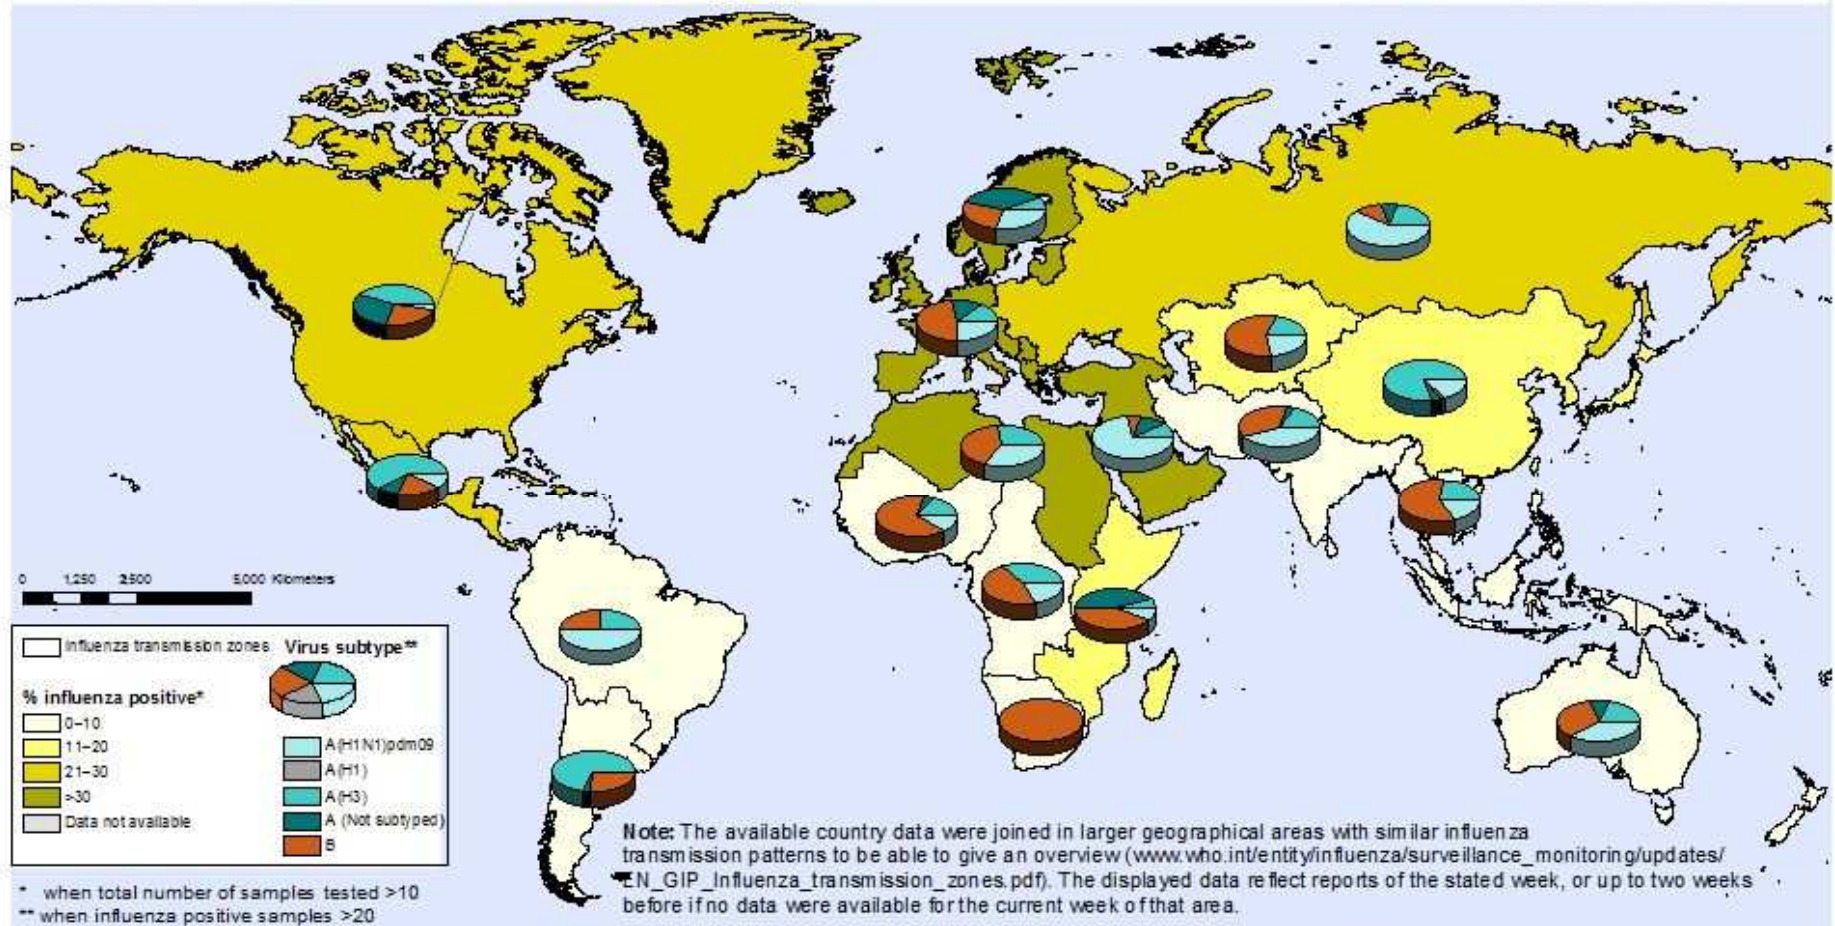 0 1,250 2,500 5,000 Kilometers
Influenza transmission zones
Virus subtype**
% influenza positive*
0–10
11–20
21–30
>30
Data not available
A(H1N1)pdm09
A(H1)
A(H3)
A (Not subtyped)
B
* when total number of samples tested >10
** when influenza positive samples >20
Note: The available country data were joined in larger geographical areas with similar influenza
transmission patterns to be able to give an overview (www.who.int/entity/influenza/surveillance_monitoring/updates/
EN_GIP_Influenza_transmission_zones.pdf). The displayed data reflect reports of the stated week, or up to two weeks
before if no data were available for the current week of that area.